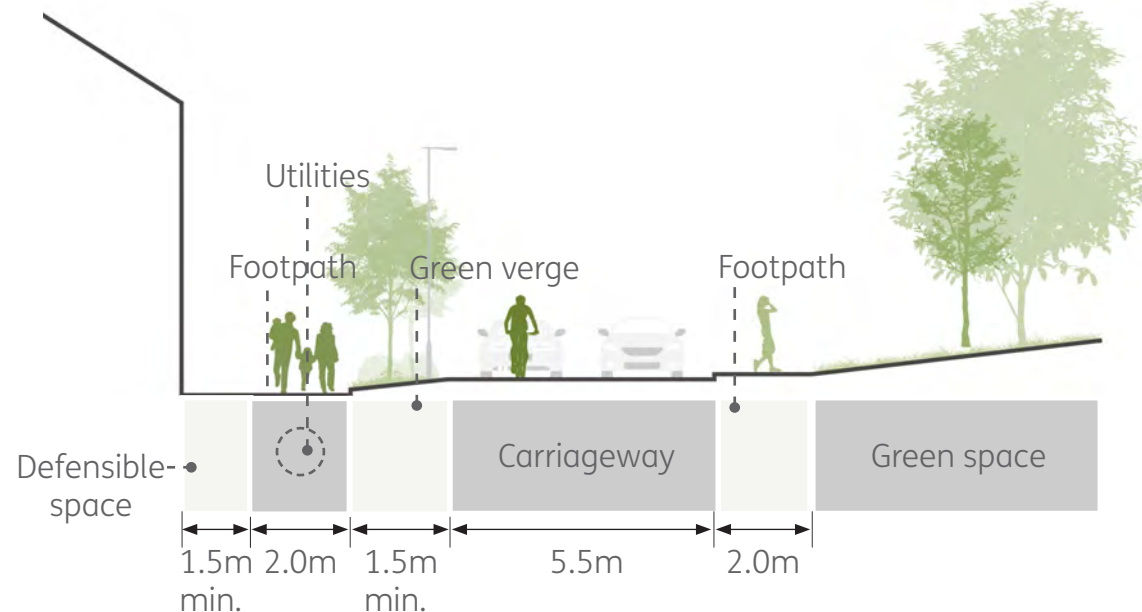 Utilities
Footpath
Green verge
Footpath
Defensible
space
Carriageway
Green space
1.5m
min.
2.0m
1.5m
min.
5.5m
2.0m